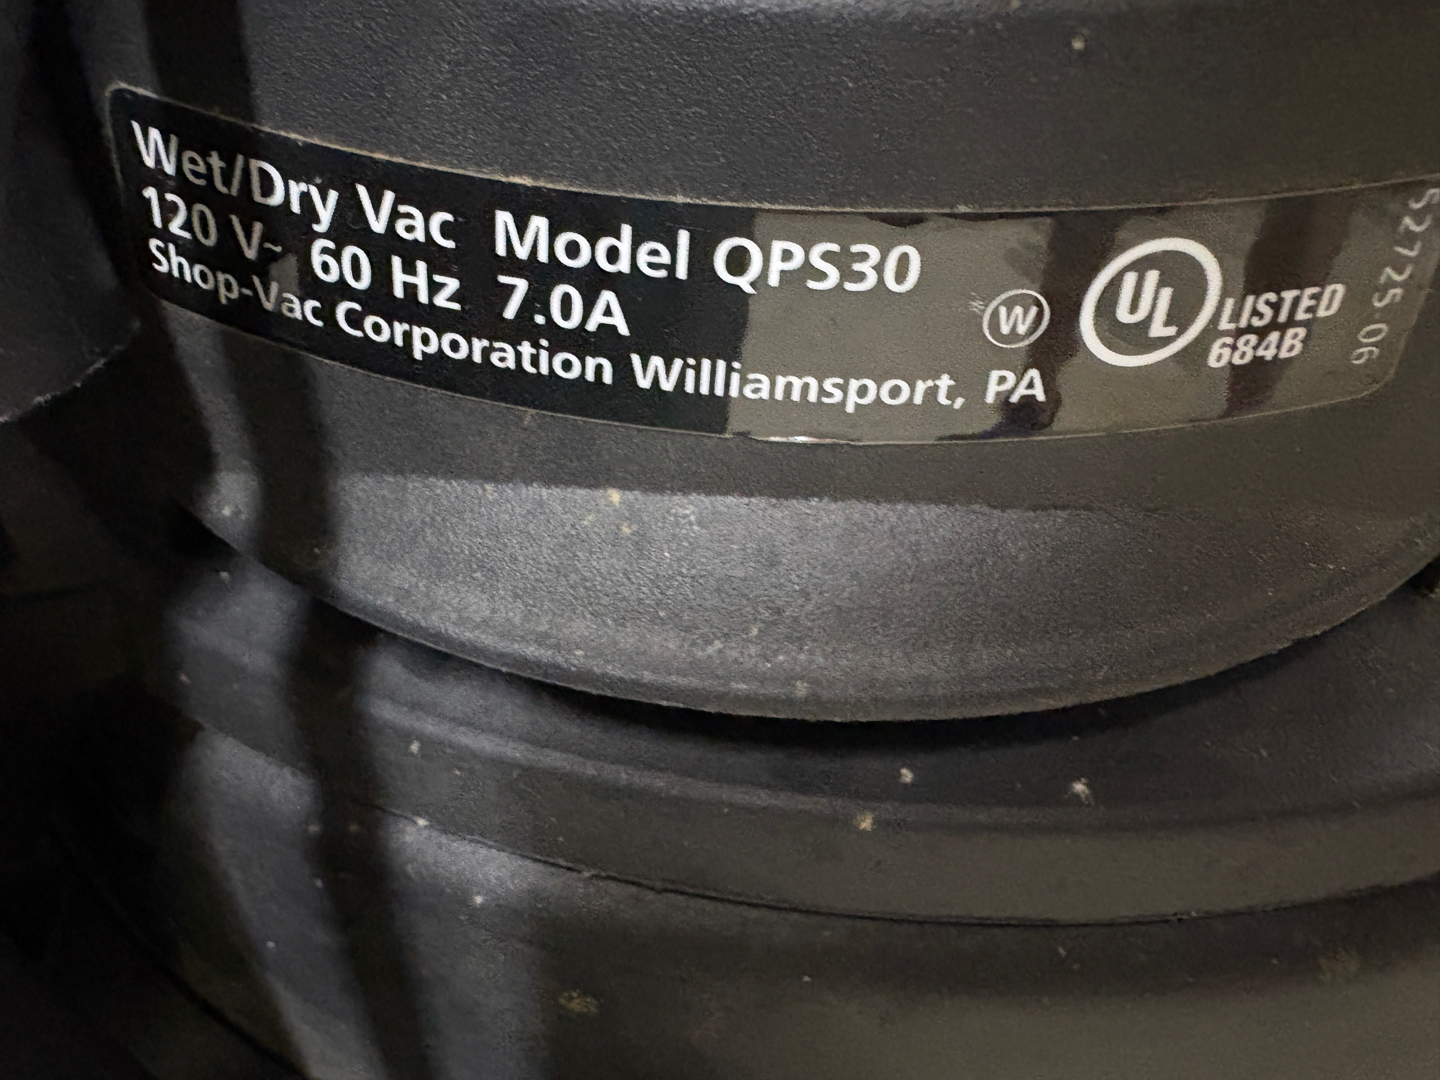 Wet/Dry Vac Model QPS30
120 V~ 60 Hz 7.0A
Shop-Vac Corporation Williamsport, PA
W
UL LISTED
684B
52725-06